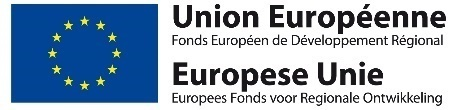 Union Européenne
Fonds Européen de Développement Régional
Europese Unie
Europees Fonds voor Regionale Ontwikkeling